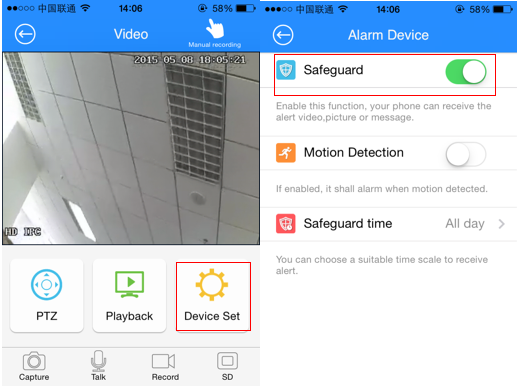 中国联通 14:06 58%
Video
Manual recording
2015-05-08 18:05:21
HD IPC
PTZ
Playback
Device Set
Capture
Talk
Record
SD
中国联通 14:06 58%
Alarm Device
Safeguard
Enable this function, your phone can receive the
alert video,picture or message.
Motion Detection
If enabled, it shall alarm when motion detected.
Safeguard time All day
You can choose a suitable time scale to receive
alert.